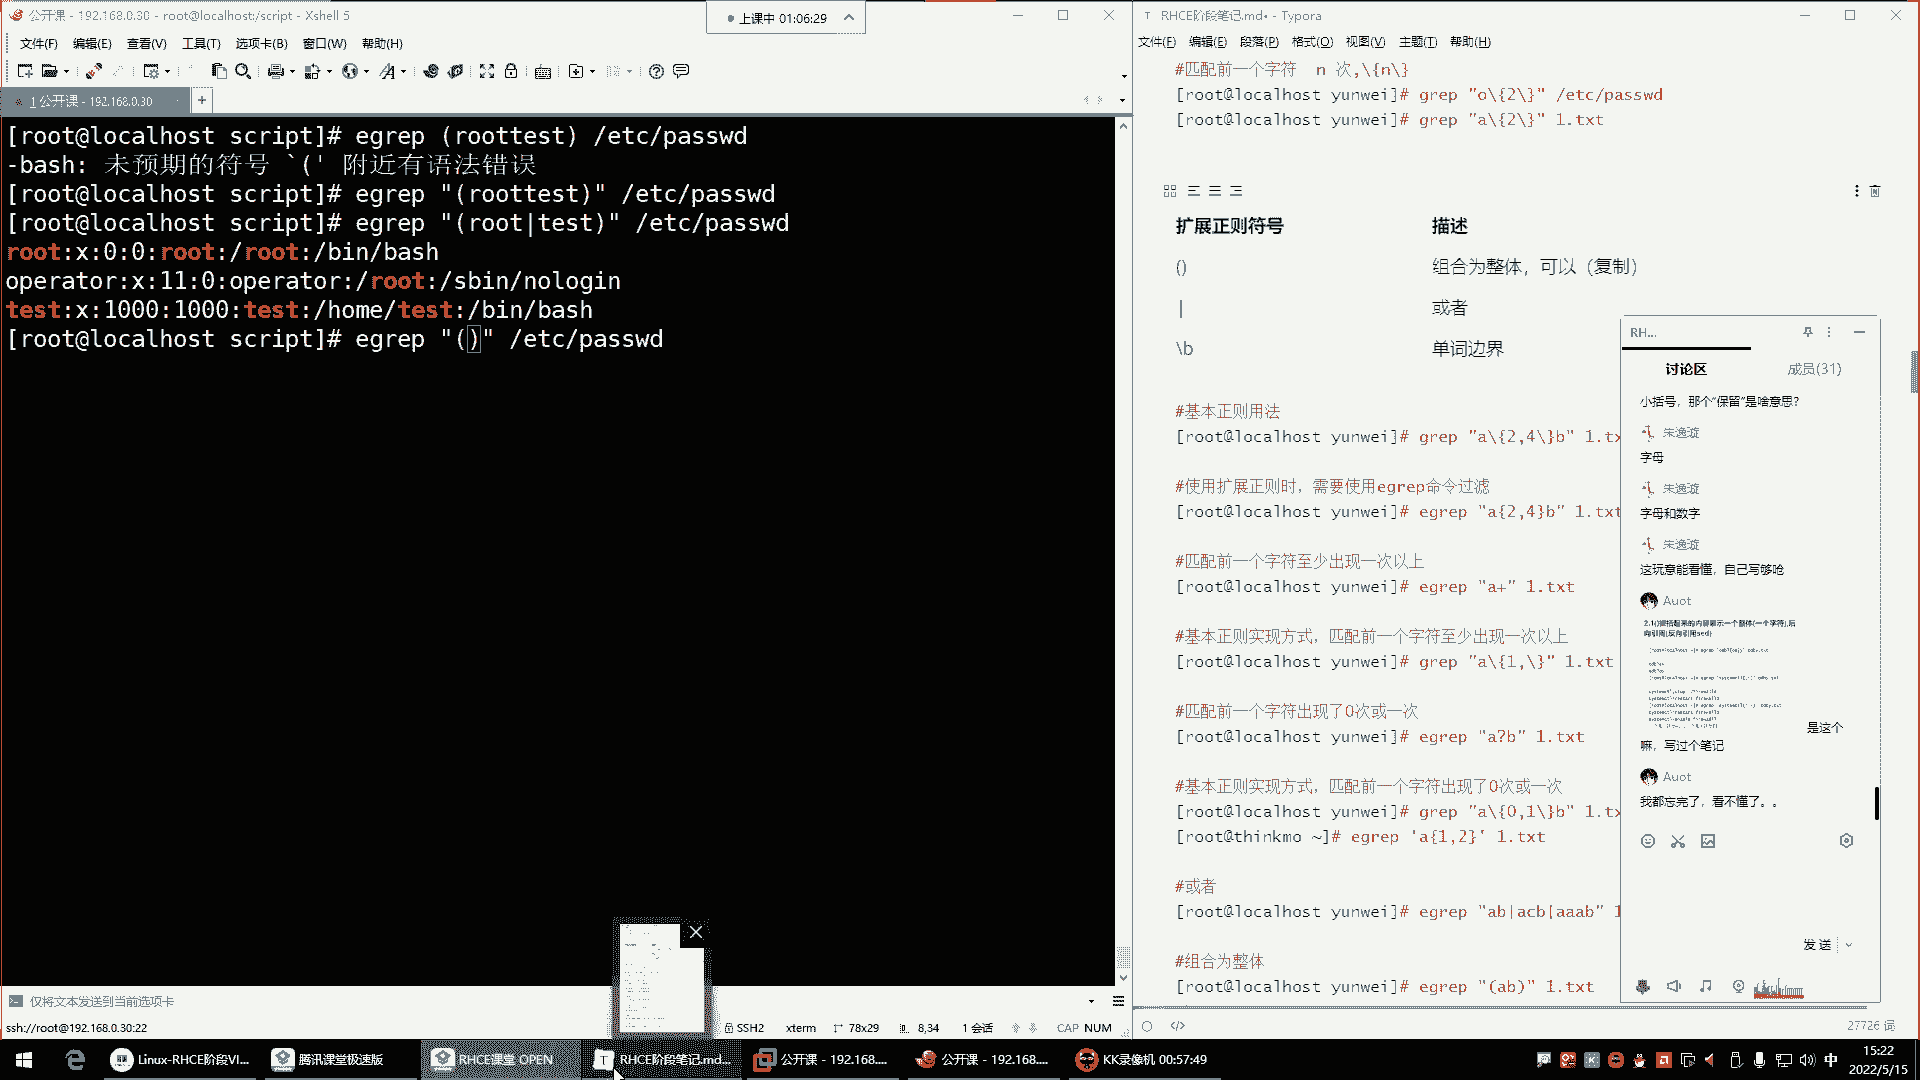 公开课 - 192.168.0.30 - root@localhost:/script - Xshell 5
上课中 01:06:29
文件(F) 编辑(E) 查看(V) 工具(T) 选项卡(B) 窗口(W) 帮助(H)
1 公开课 - 192.168.0.30
[root@localhost script]# egrep (roottest) /etc/passwd
-bash: 未预期的符号 `(' 附近有语法错误
[root@localhost script]# egrep "(roottest)" /etc/passwd
[root@localhost script]# egrep "(root|test)" /etc/passwd
root:x:0:0:root:/root:/bin/bash
operator:x:11:0:operator:/root:/sbin/nologin
test:x:1000:1000:test:/home/test:/bin/bash
[root@localhost script]# egrep "()" /etc/passwd
仅将文本发送到当前选项卡
ssh://root@192.168.0.30:22
SSH2 xterm 78x29 8,34 1 会话 CAP NUM
RHCE阶段笔记.md• - Typora
文件(F) 编辑(E) 段落(P) 格式(O) 视图(V) 主题(T) 帮助(H)
#匹配前一个字符 n 次,\{n\}
[root@localhost yunwei]# grep "o\{2\}" /etc/passwd
[root@localhost yunwei]# grep "a\{2\}" 1.txt
扩展正则符号 描述
() 组合为整体，可以（复制）
| 或者
\b 单词边界
#基本正则用法
[root@localhost yunwei]# grep "a\{2,4\}b" 1.tx
#使用扩展正则时，需要使用egrep命令过滤
[root@localhost yunwei]# egrep "a{2,4}b" 1.txt
#匹配前一个字符至少出现一次以上
[root@localhost yunwei]# egrep "a+" 1.txt
#基本正则实现方式，匹配前一个字符至少出现一次以上
[root@localhost yunwei]# grep "a\{1,\}" 1.txt
#匹配前一个字符出现了0次或一次
[root@localhost yunwei]# egrep "a?b" 1.txt
#基本正则实现方式，匹配前一个字符出现了0次或一次
[root@localhost yunwei]# grep "a\{0,1\}b" 1.tx
[root@thinkmo ~]# egrep 'a{1,2}' 1.txt
#或者
[root@localhost yunwei]# egrep "ab|acb|aaab" 1
#组合为整体
[root@localhost yunwei]# egrep "(ab)" 1.txt
27726 词
RH...
讨论区 成员(31)
小括号，那个“保留”是啥意思？
朱逸璇
字母
朱逸璇
字母和数字
朱逸璇
这玩意能看懂，自己写够呛
Auot
是这个
嘛，写过个笔记
Auot
我都忘完了，看不懂了。。
发送
Linux-RHCE阶段VI... 腾讯课堂极速版 RHCE课堂 OPEN RHCE阶段笔记.md... 公开课 - 192.168.... 公开课 - 192.168.... KK录像机 00:57:49
中
15:22
2022/5/15